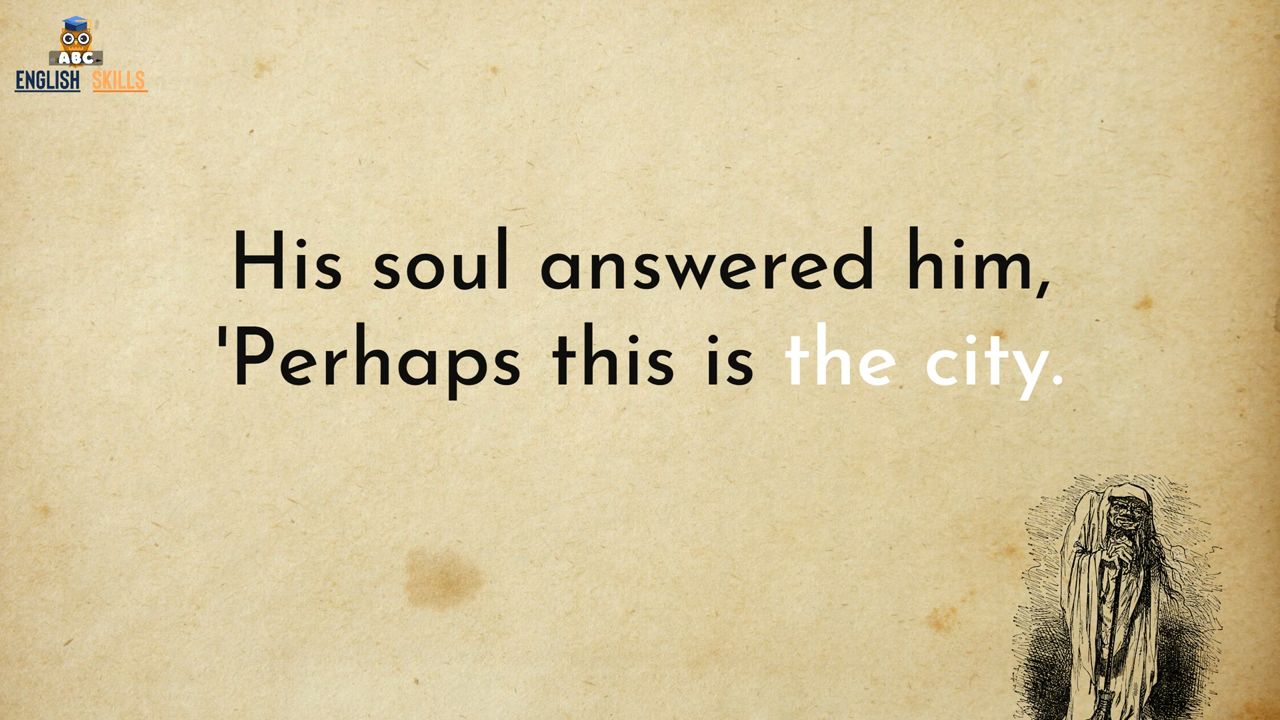 ABC
ENGLISH SKILLS
His soul answered him,
'Perhaps this is the city.